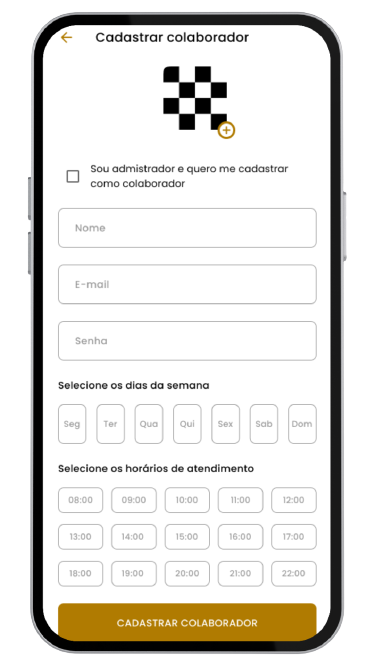 Cadastrar colaborador
Sou admistrador e quero me cadastrar
como colaborador
Nome
E-mail
Senha
Selecione os dias da semana
Seg Ter Qua Qui Sex Sab Dom
Selecione os horários de atendimento
08:00 09:00 10:00 11:00 12:00
13:00 14:00 15:00 16:00 17:00
18:00 19:00 20:00 21:00 22:00
CADASTRAR COLABORADOR